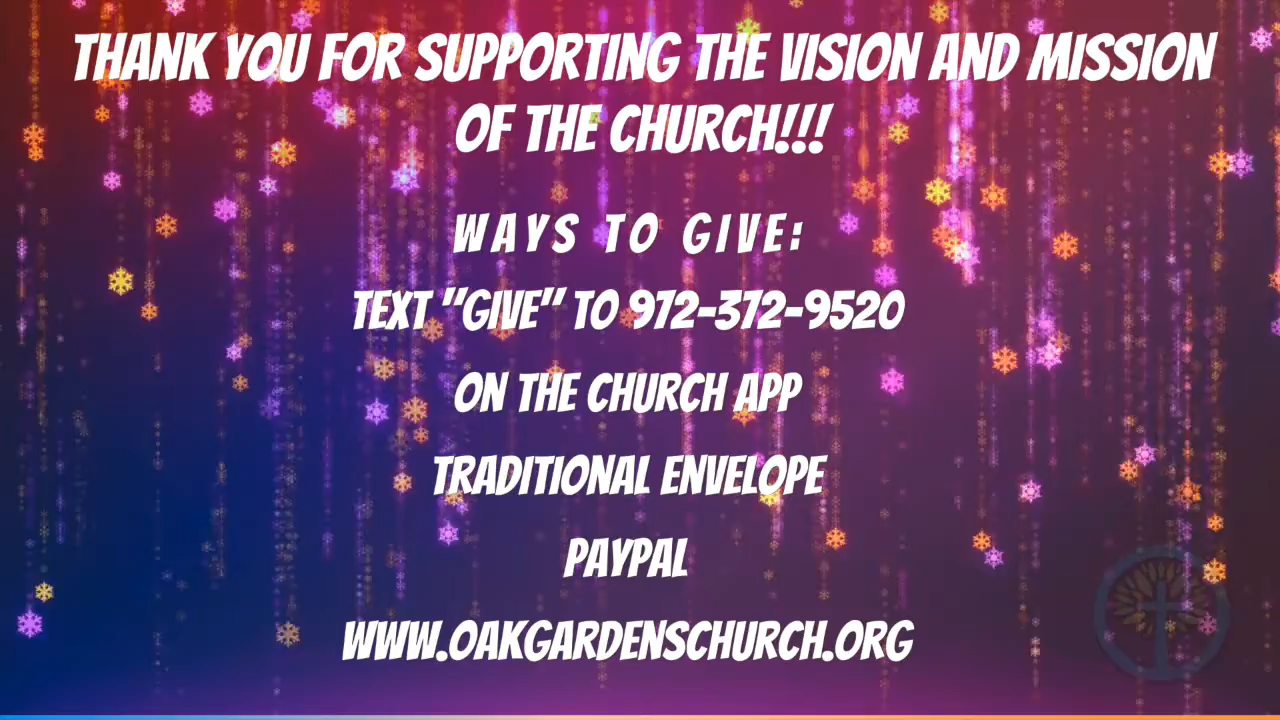 THANK YOU FOR SUPPORTING THE VISION AND MISSION
OF THE CHURCH!!!
WAYS TO GIVE:
TEXT "GIVE" TO 972-372-9520
ON THE CHURCH APP
TRADITIONAL ENVELOPE
PAYPAL
WWW.OAKGARDENSCHURCH.ORG